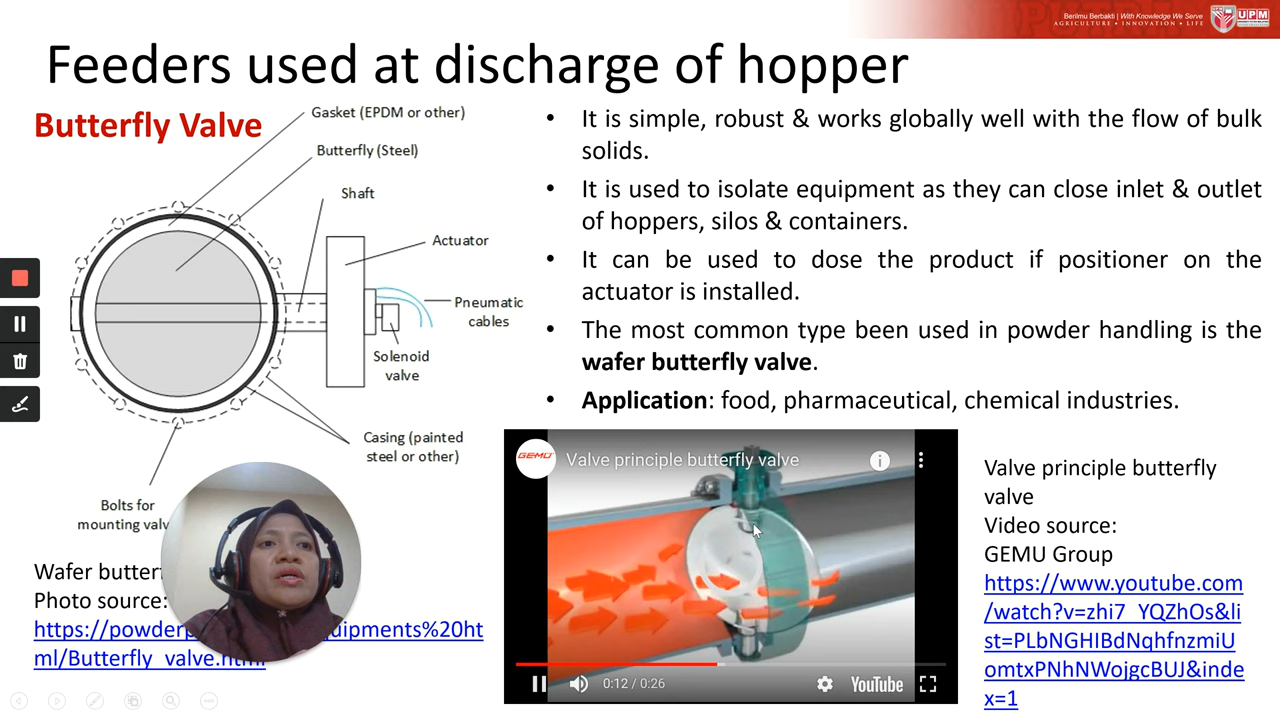 Berilmu Berbakti | With Knowledge We Serve
AGRICULTURE • INNOVATION • LIFE
UPM
Feeders used at discharge of hopper
Butterfly Valve
Gasket (EPDM or other)
Butterfly (Steel)
Shaft
Actuator
Pneumatic
cables
Solenoid
valve
Casing (painted
steel or other)
Bolts for
mounting valv
Wafer butterf
Photo source:
https://powderp uipments%20ht
ml/Butterfly_valve.html
• It is simple, robust & works globally well with the flow of bulk
solids.
• It is used to isolate equipment as they can close inlet & outlet
of hoppers, silos & containers.
• It can be used to dose the product if positioner on the
actuator is installed.
• The most common type been used in powder handling is the
wafer butterfly valve.
• Application: food, pharmaceutical, chemical industries.
GEMÜ
Valve principle butterfly valve
0:12 / 0:26
YouTube
Valve principle butterfly
valve
Video source:
GEMU Group
https://www.youtube.com
/watch?v=zhi7_YQZhOs&li
st=PLbNGHIBdNqhfnzmiU
omtxPNhNWojgcBUJ&inde
x=1